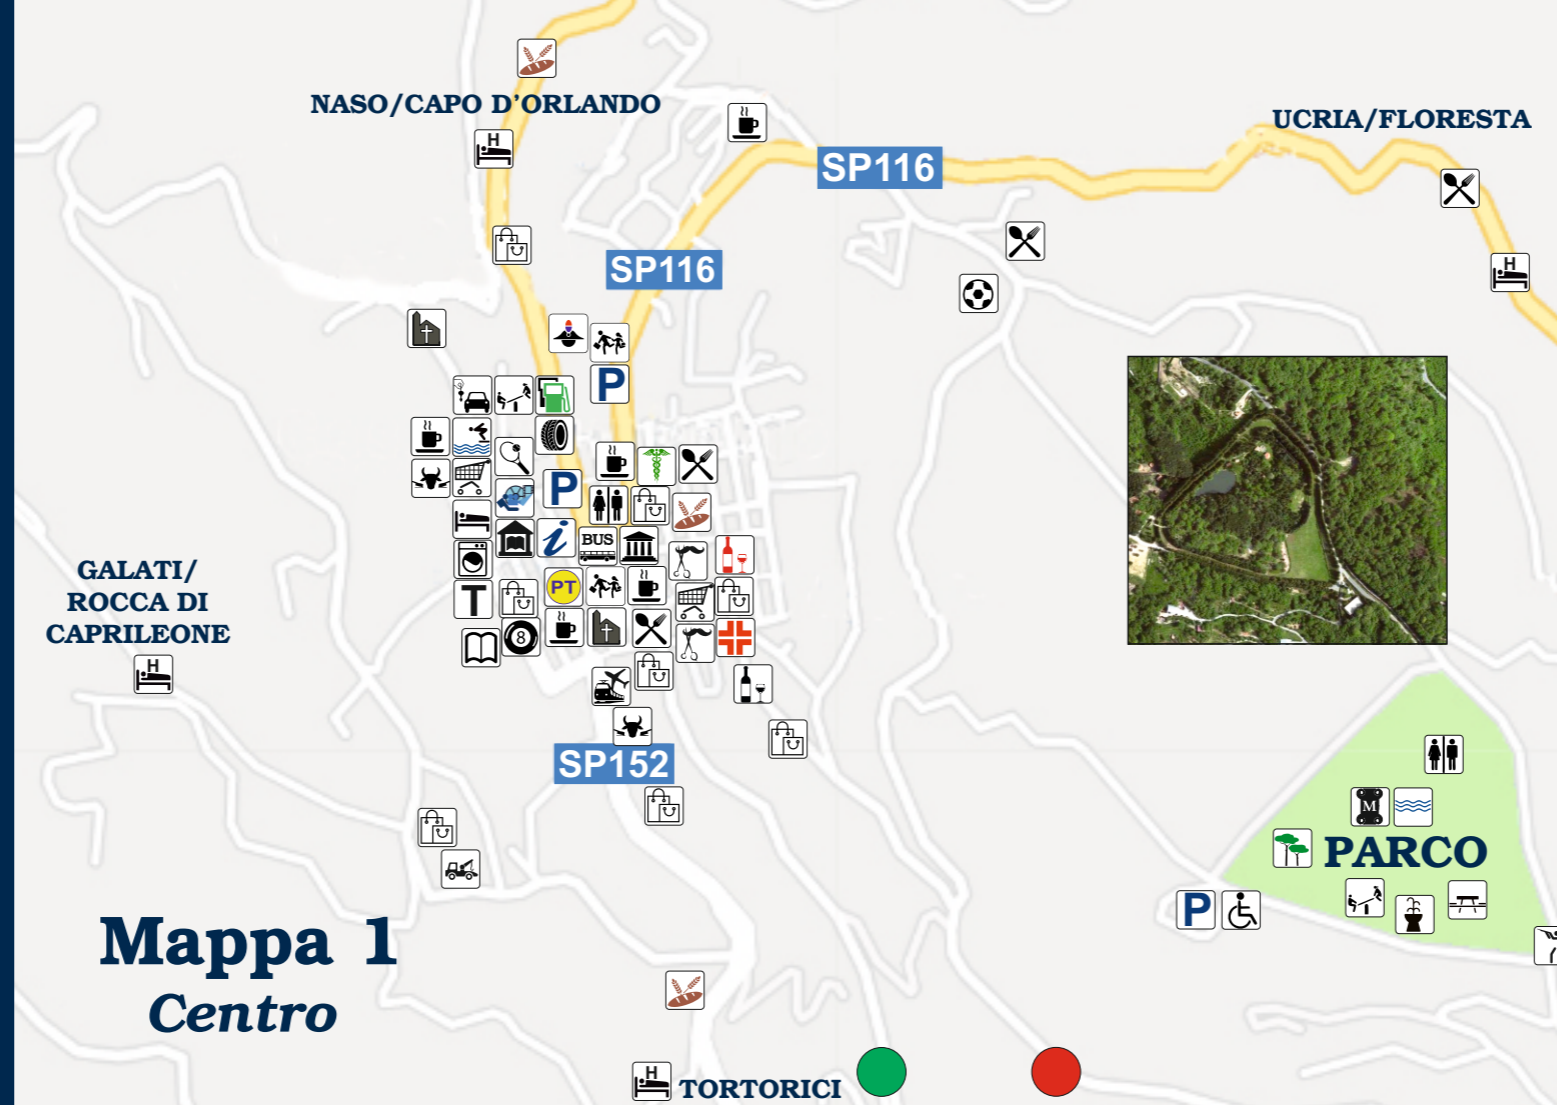 NASO/CAPO D'ORLANDO
UCRIA/FLORESTA
H
SP116
SP116
H
P
P
i
BUS
GALATI/
ROCCA DI
CAPRILEONE
PT
T
8
H
SP152
M
PARCO
P
Mappa 1
Centro
H
TORTORICI